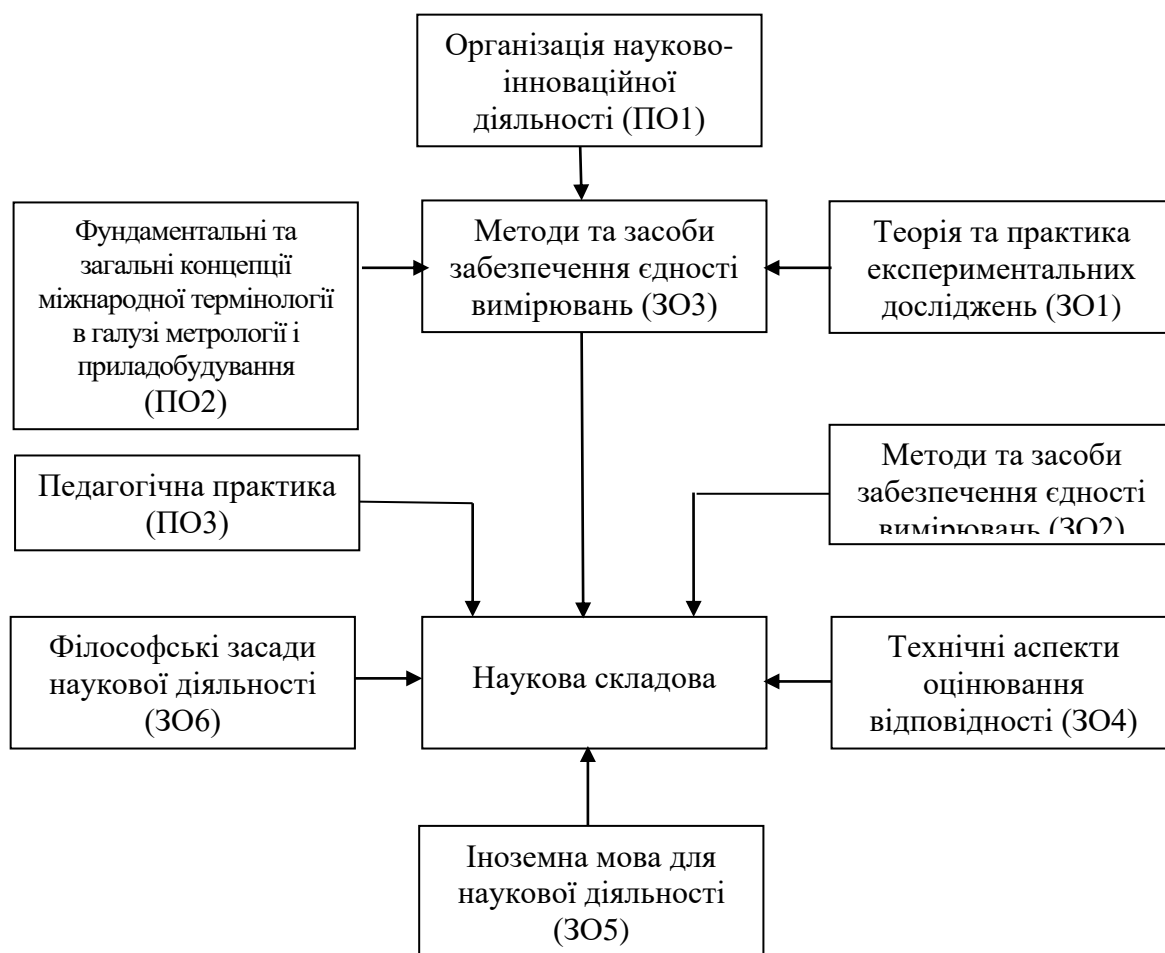 Організація науково-
інноваційної
діяльності (ПО1)
Фундаментальні та
загальні концепції
міжнародної термінології
в галузі метрології і
приладобудування
(ПО2)
Методи та засоби
забезпечення єдності
вимірювань (ЗО3)
Теорія та практика
експериментальних
досліджень (ЗО1)
Педагогічна практика
(ПО3)
Методи та засоби
забезпечення єдності
вимірювань (ЗО2)
Філософські засади
наукової діяльності
(ЗО6)
Наукова складова
Технічні аспекти
оцінювання
відповідності (ЗО4)
Іноземна мова для
наукової діяльності
(ЗО5)